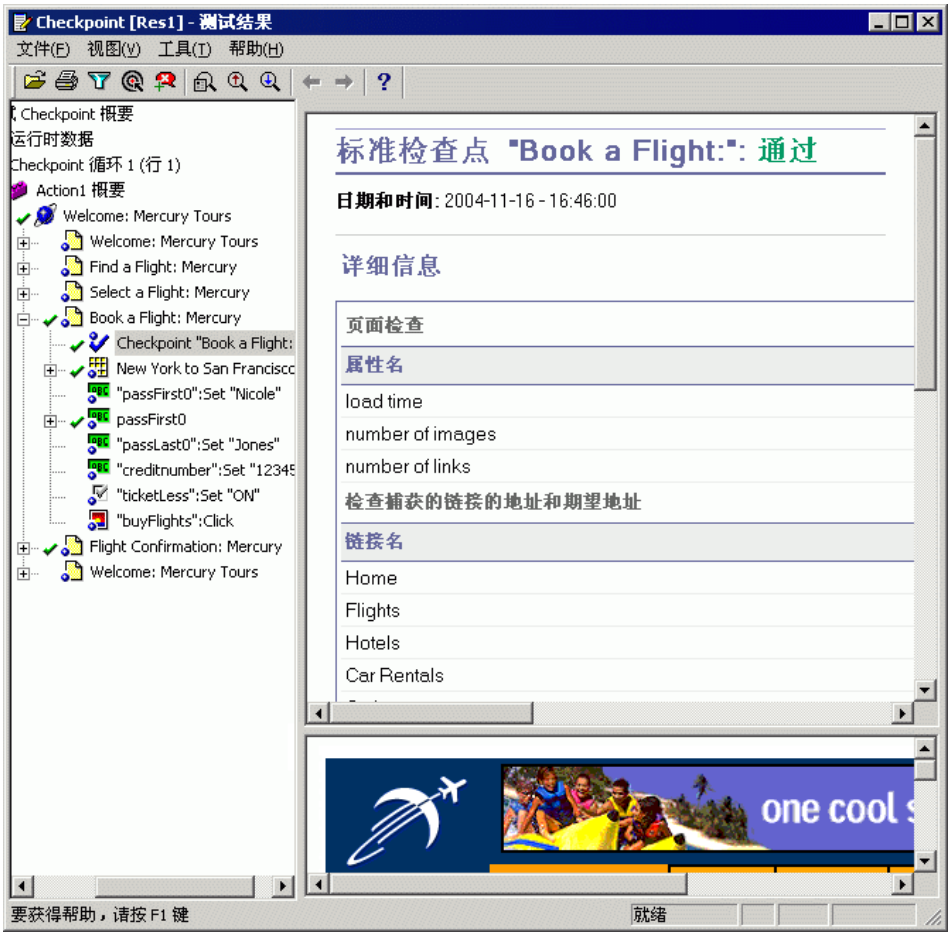 Checkpoint [Res1] - 测试结果
文件(F) 视图(V) 工具(T) 帮助(H)
?
Checkpoint 概要
运行时数据
Checkpoint 循环 1 (行 1)
Action1 概要
Welcome: Mercury Tours
Welcome: Mercury Tours
Find a Flight: Mercury
Select a Flight: Mercury
Book a Flight: Mercury
Checkpoint "Book a Flight:
New York to San Francisco
"passFirst0":Set "Nicole"
passFirst0
"passLast0":Set "Jones"
"creditnumber":Set "12345
"ticketLess":Set "ON"
"buyFlights":Click
Flight Confirmation: Mercury
Welcome: Mercury Tours
标准检查点 "Book a Flight:": 通过
日期和时间: 2004-11-16 - 16:46:00
详细信息
页面检查
属性名
load time
number of images
number of links
检查捕获的链接的地址和期望地址
链接名
Home
Flights
Hotels
Car Rentals
one cool
要获得帮助，请按 F1 键
就绪